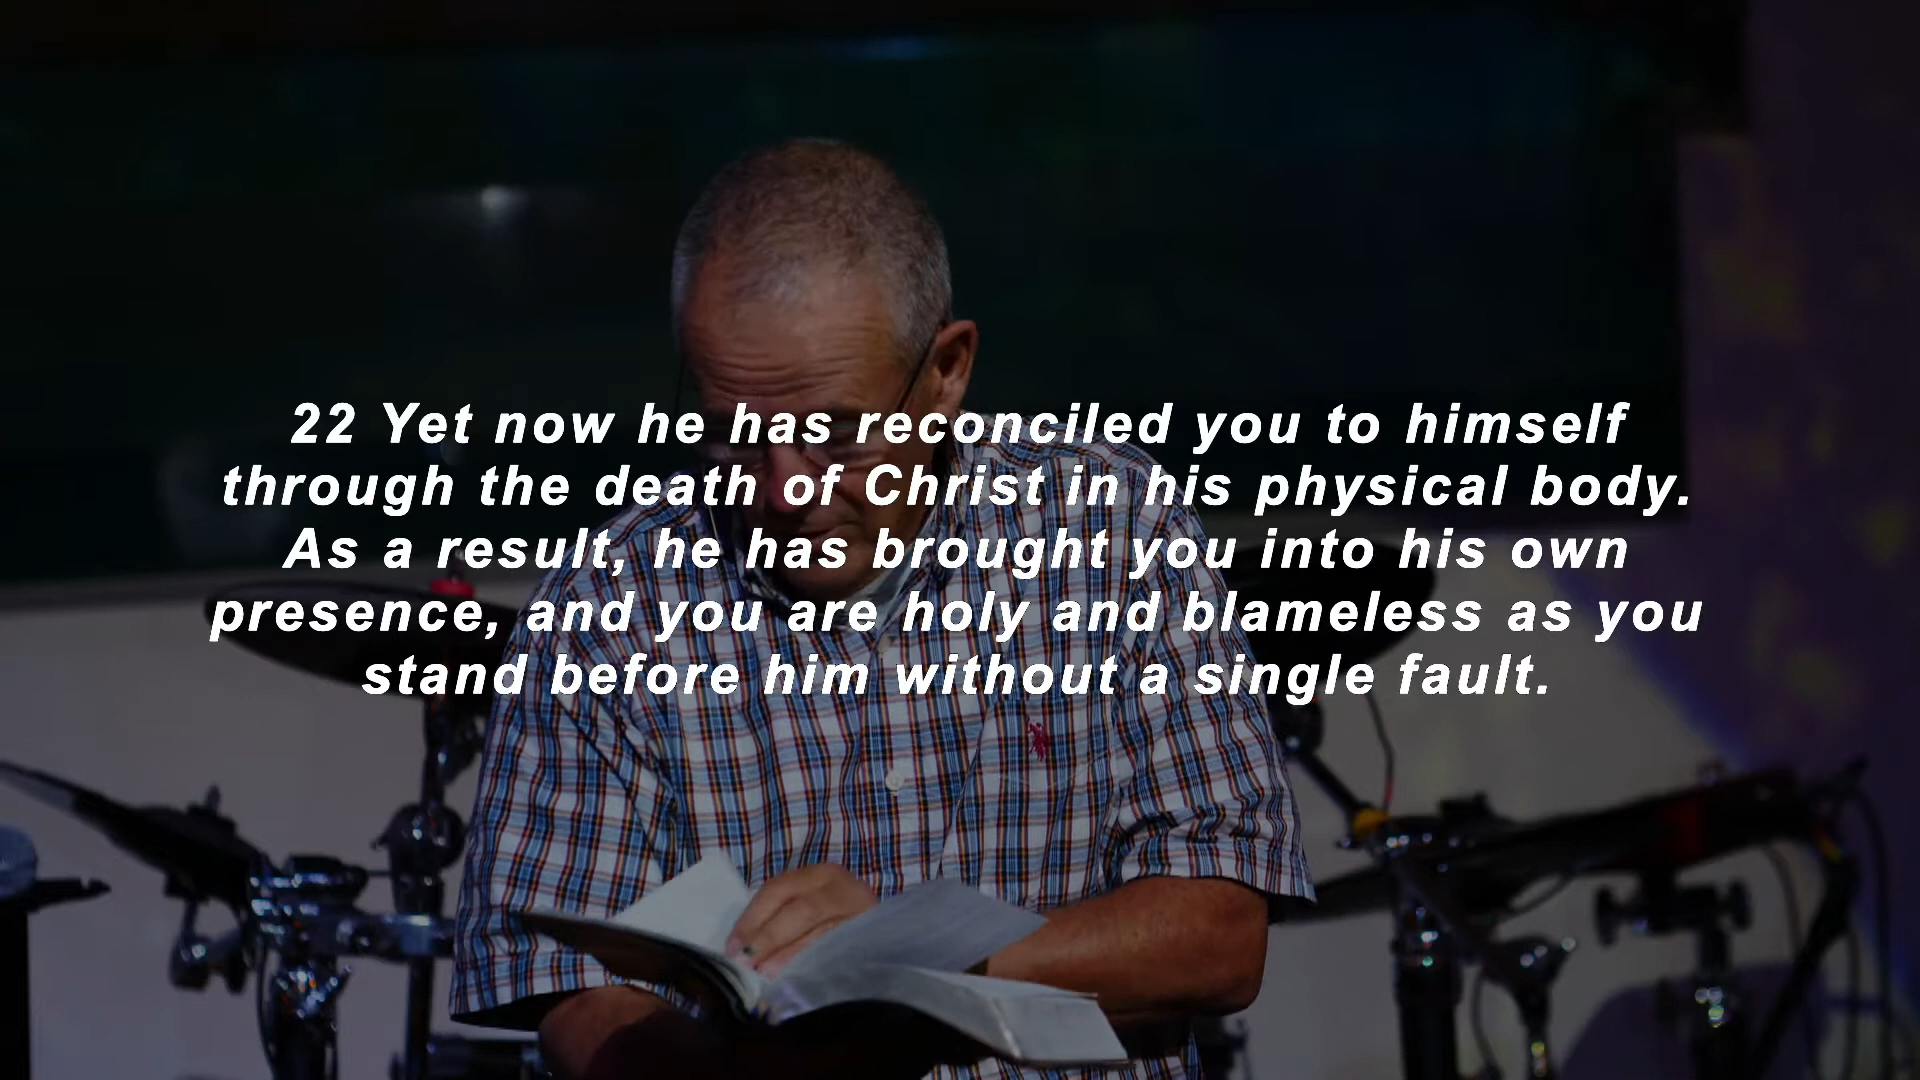 22 Yet now he has reconciled you to himself
through the death of Christ in his physical body.
As a result, he has brought you into his own
presence, and you are holy and blameless as you
stand before him without a single fault.